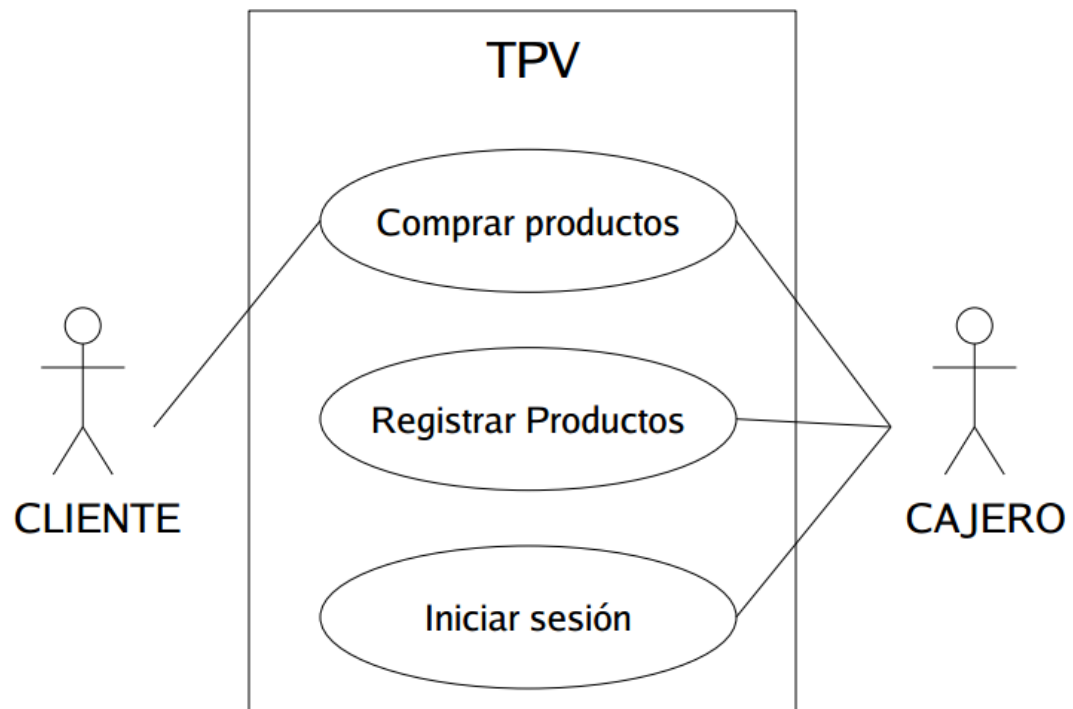 TPV
Comprar productos
Registrar Productos
Iniciar sesión
CLIENTE
CAJERO